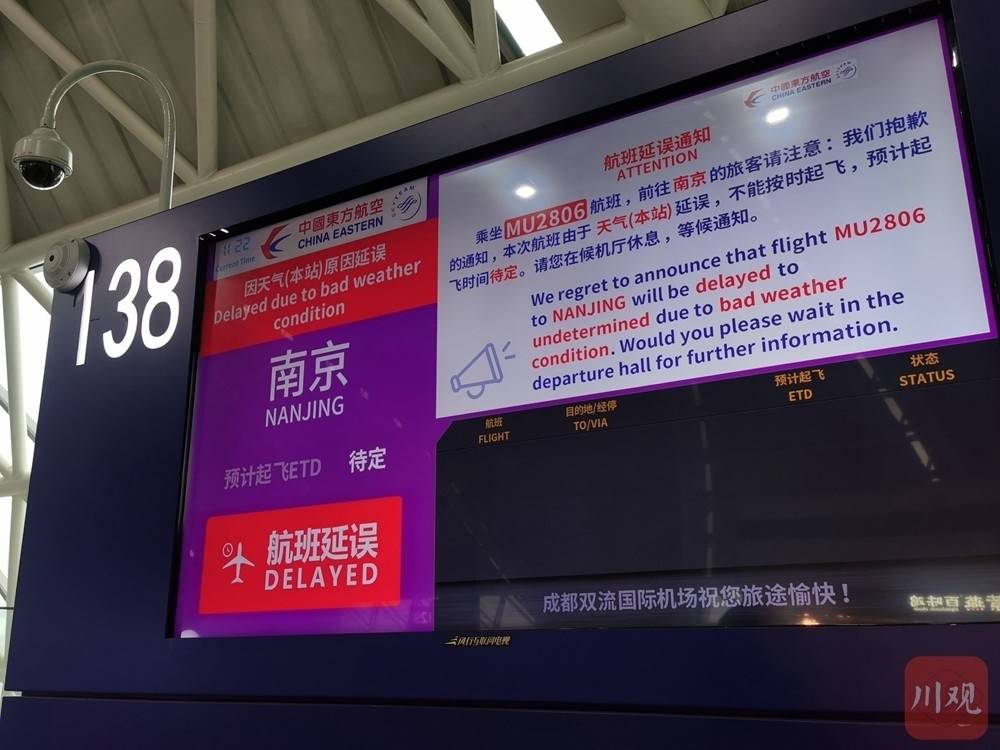 138
11:22
Current Time
中國東方航空
CHINA EASTERN
SKYTEAM
因天气(本站)原因延误
Delayed due to bad weather
condition
南京
NANJING
预计起飞ETD 待定
航班延误
DELAYED
中國東方航空
CHINA EASTERN
航班延误通知
ATTENTION
乘坐MU2806航班，前往南京的旅客请注意：我们抱歉
的通知，本次航班由于天气(本站)延误，不能按时起飞，预计起
飞时间待定。请您在候机厅休息，等候通知。
We regret to announce that flight MU2806
to NANJING will be delayed to
undetermined due to bad weather
condition. Would you please wait in the
departure hall for further information.
航班 目的地/经停 预计起飞 状态
FLIGHT TO/VIA ETD STATUS
成都双流国际机场祝您旅途愉快！
川观